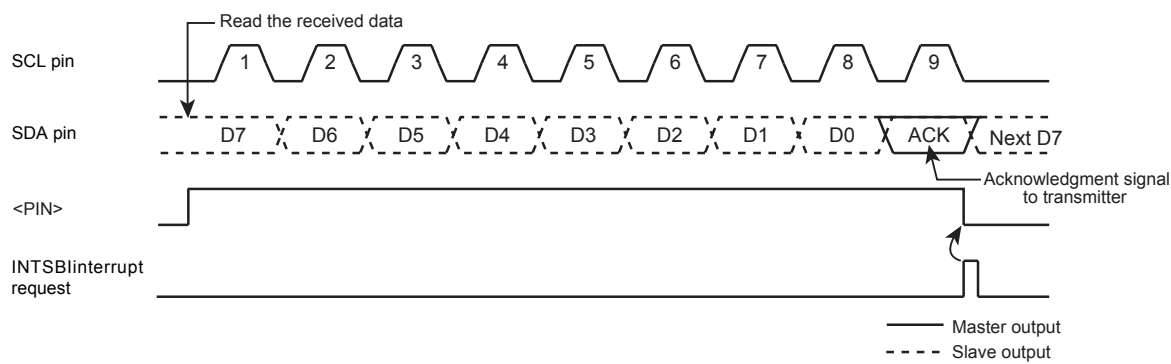 Read the received data
SCL pin 1 2 3 4 5 6 7 8 9
SDA pin D7 D6 D5 D4 D3 D2 D1 D0 ACK Next D7
Acknowledgment signal
to transmitter
<PIN>
INTSBIinterrupt
request
Master output
Slave output